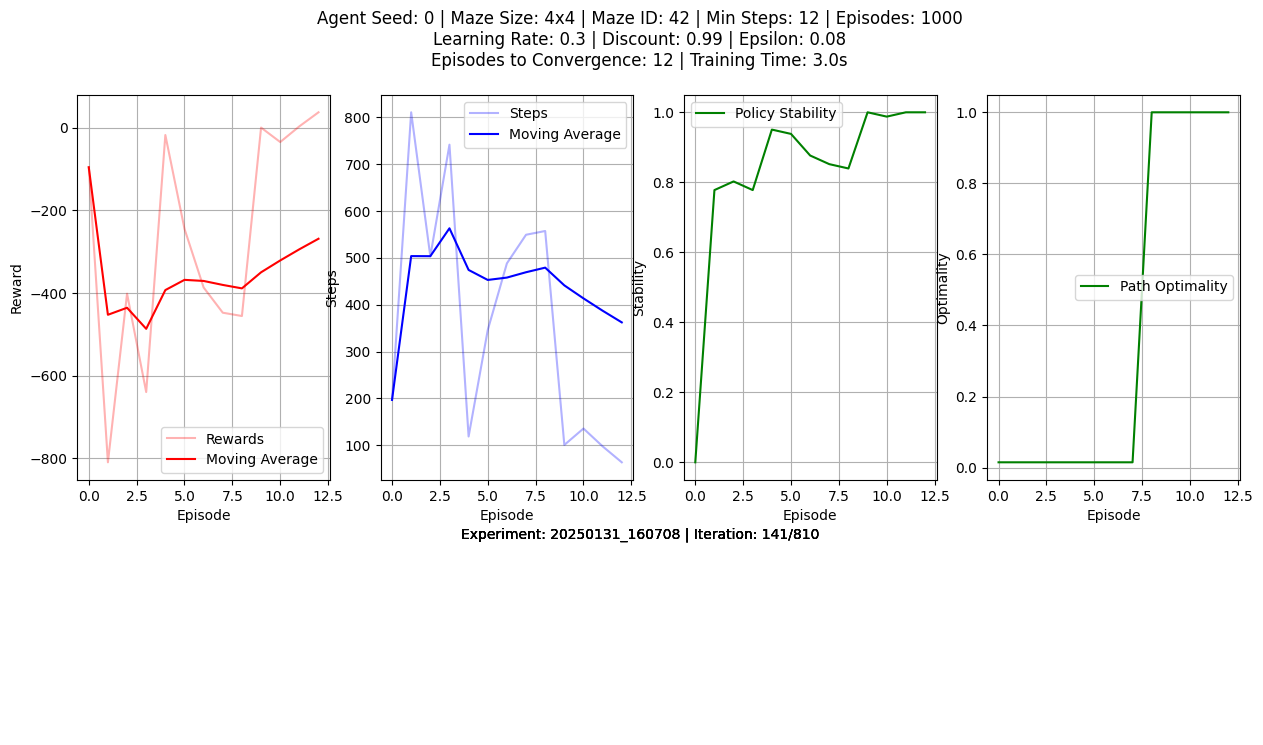 Agent Seed: 0 | Maze Size: 4x4 | Maze ID: 42 | Min Steps: 12 | Episodes: 1000
Learning Rate: 0.3 | Discount: 0.99 | Epsilon: 0.08
Episodes to Convergence: 12 | Training Time: 3.0s
Reward
0
−200
−400
−600
−800
Rewards
Moving Average
0.0 2.5 5.0 7.5 10.0 12.5
Episode
Steps
800
700
600
500
400
300
200
100
Steps
Moving Average
0.0 2.5 5.0 7.5 10.0 12.5
Episode
Stability
1.0
0.8
0.6
0.4
0.2
0.0
Policy Stability
0.0 2.5 5.0 7.5 10.0 12.5
Episode
Optimality
1.0
0.8
0.6
0.4
0.2
0.0
Path Optimality
0.0 2.5 5.0 7.5 10.0 12.5
Episode
Experiment: 20250131_160708 | Iteration: 141/810